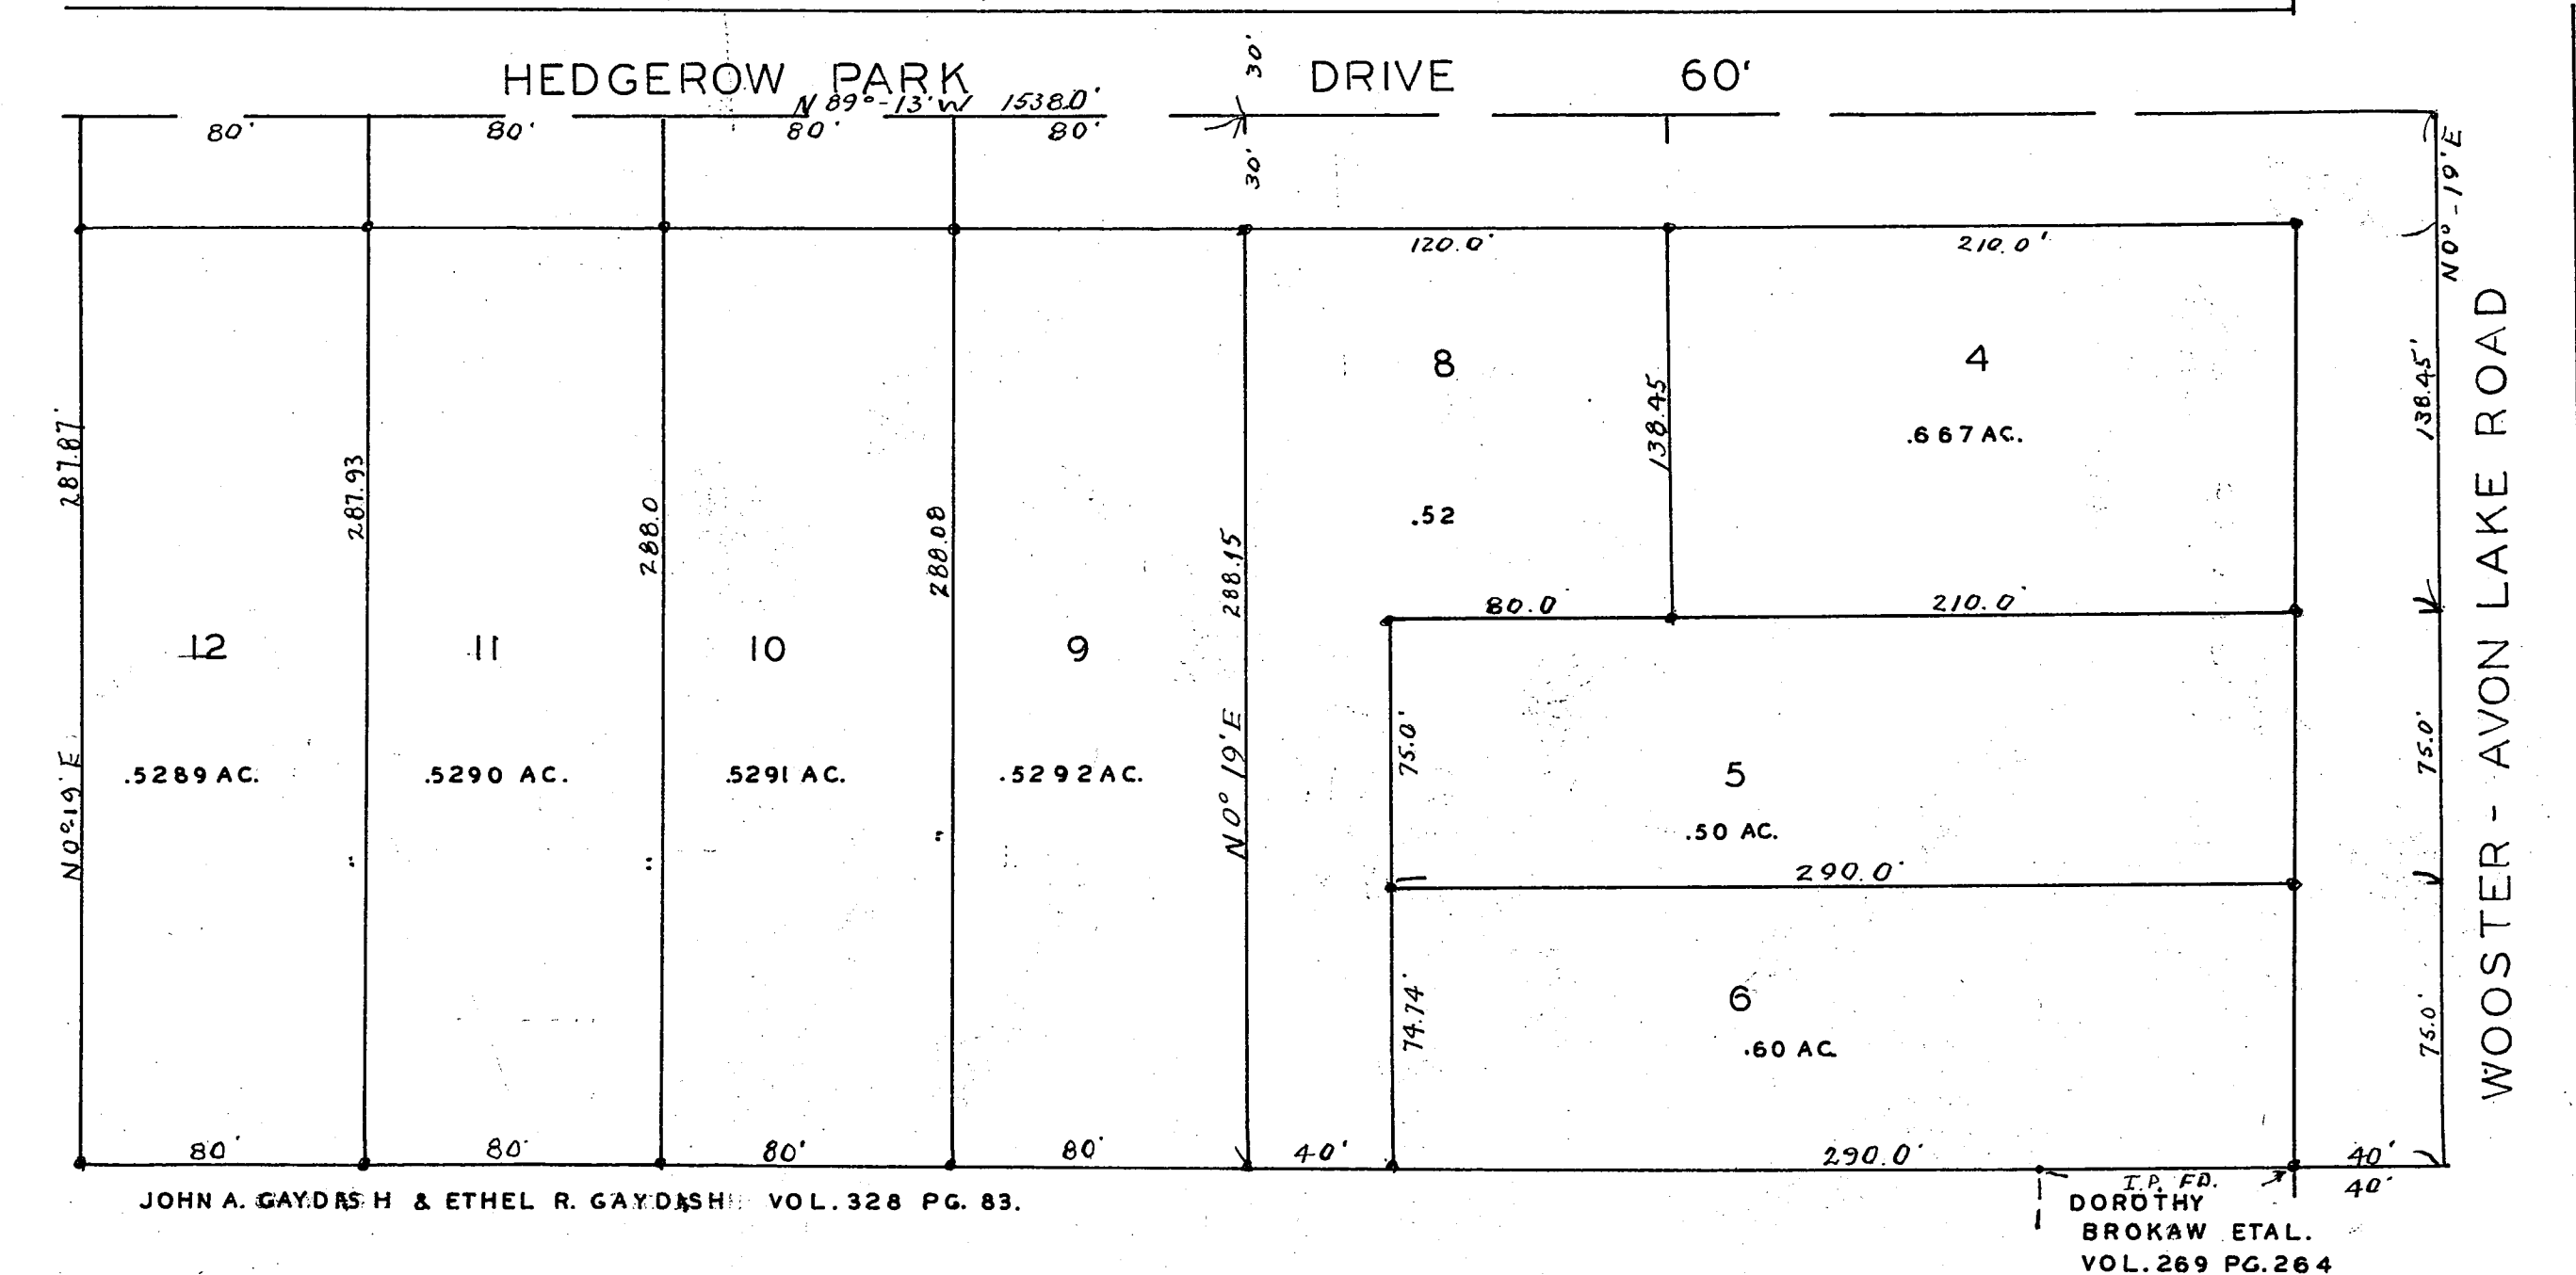 HEDGEROW PARK DRIVE 60'
30'
N 89°-13' W 1538.0'
80' 80' 80' 80'
30'
N0°-19'E
120.0' 210.0'
8 4
138.45 138.45'
.667 AC.
.52
287.87' 287.93 288.0 288.08 288.15
80.0' 210.0'
12 11 10 9
N0°-19'E " " " N0° 19'E
.5289 AC. .5290 AC. .5291 AC. .5292 AC.
75.0' 75.0'
5
.50 AC.
290.0'
74.74' 75.0'
6
.60 AC.
80' 80' 80' 80' 40' 290.0' 40'
I.P. FD. 40'
WOOSTER - AVON LAKE ROAD
JOHN A. GAYDASH & ETHEL R. GAYDASH VOL. 328 PG. 83.
DOROTHY
BROKAW ETAL.
VOL. 269 PG. 264